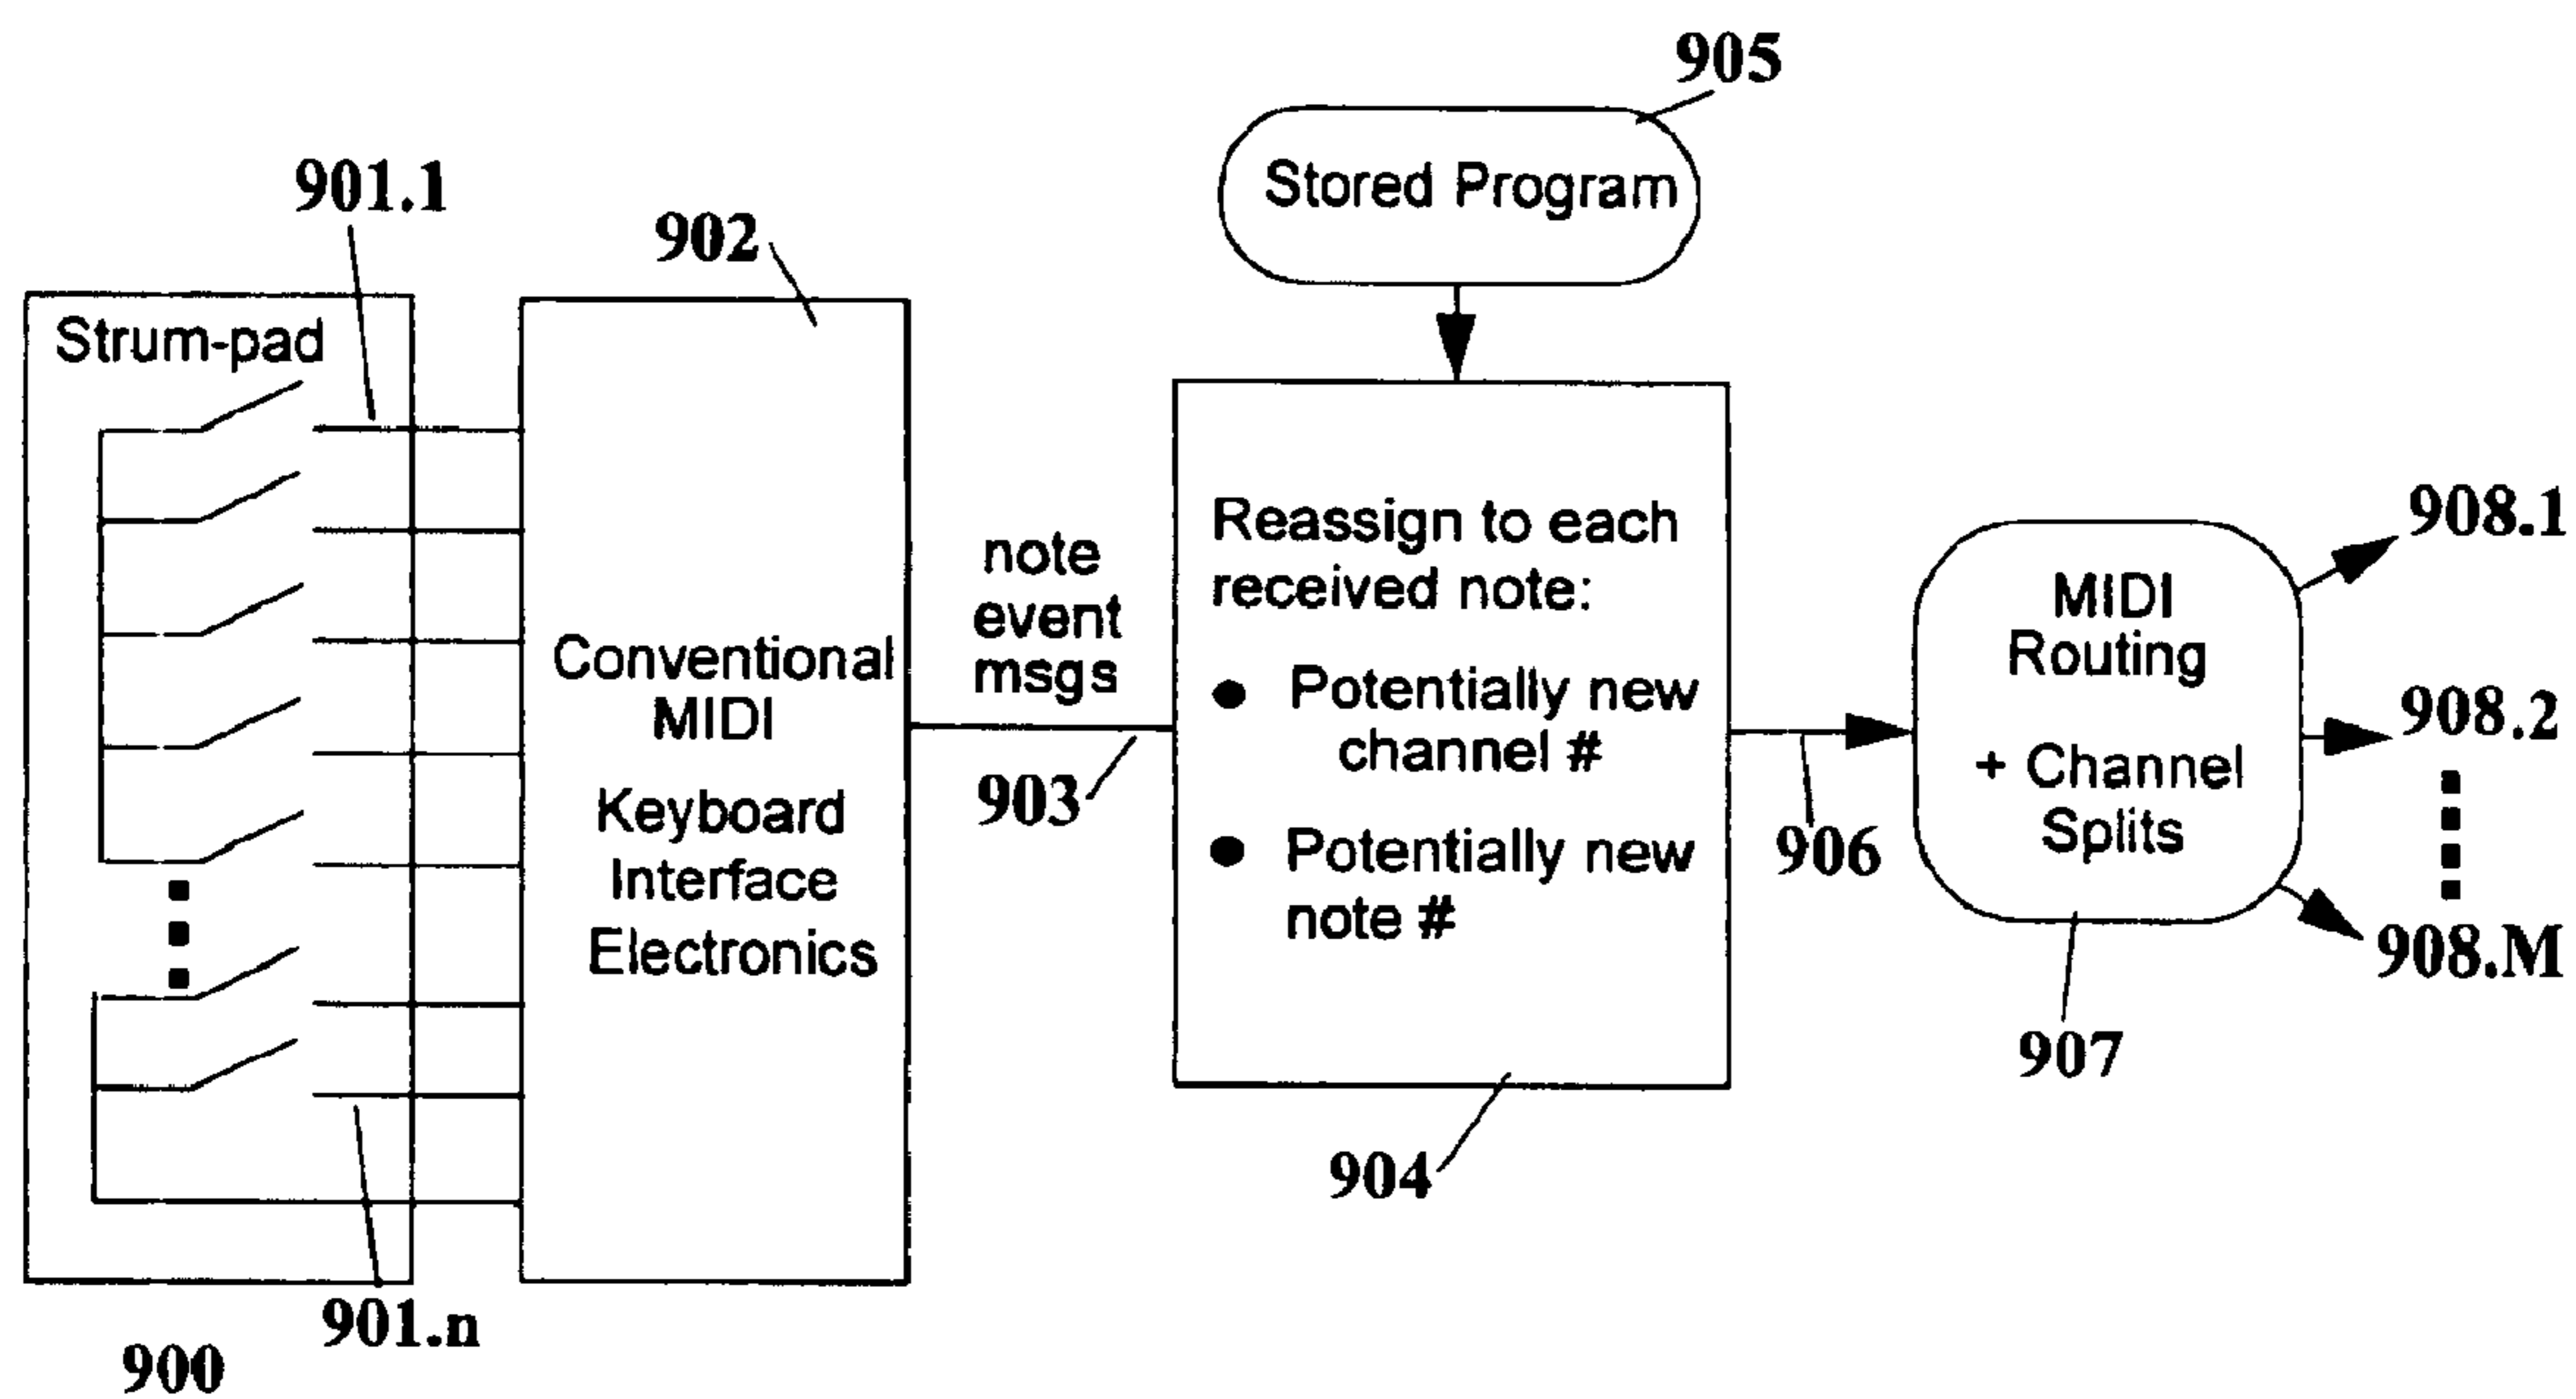 905
Stored Program
901.1
902
Strum-pad
Conventional
MIDI
Keyboard
Interface
Electronics
note
event
msgs
903
Reassign to each
received note:
● Potentially new
channel #
● Potentially new
note #
904
906
MIDI
Routing
+ Channel
Splits
907
908.1
908.2
908.M
901.n
900